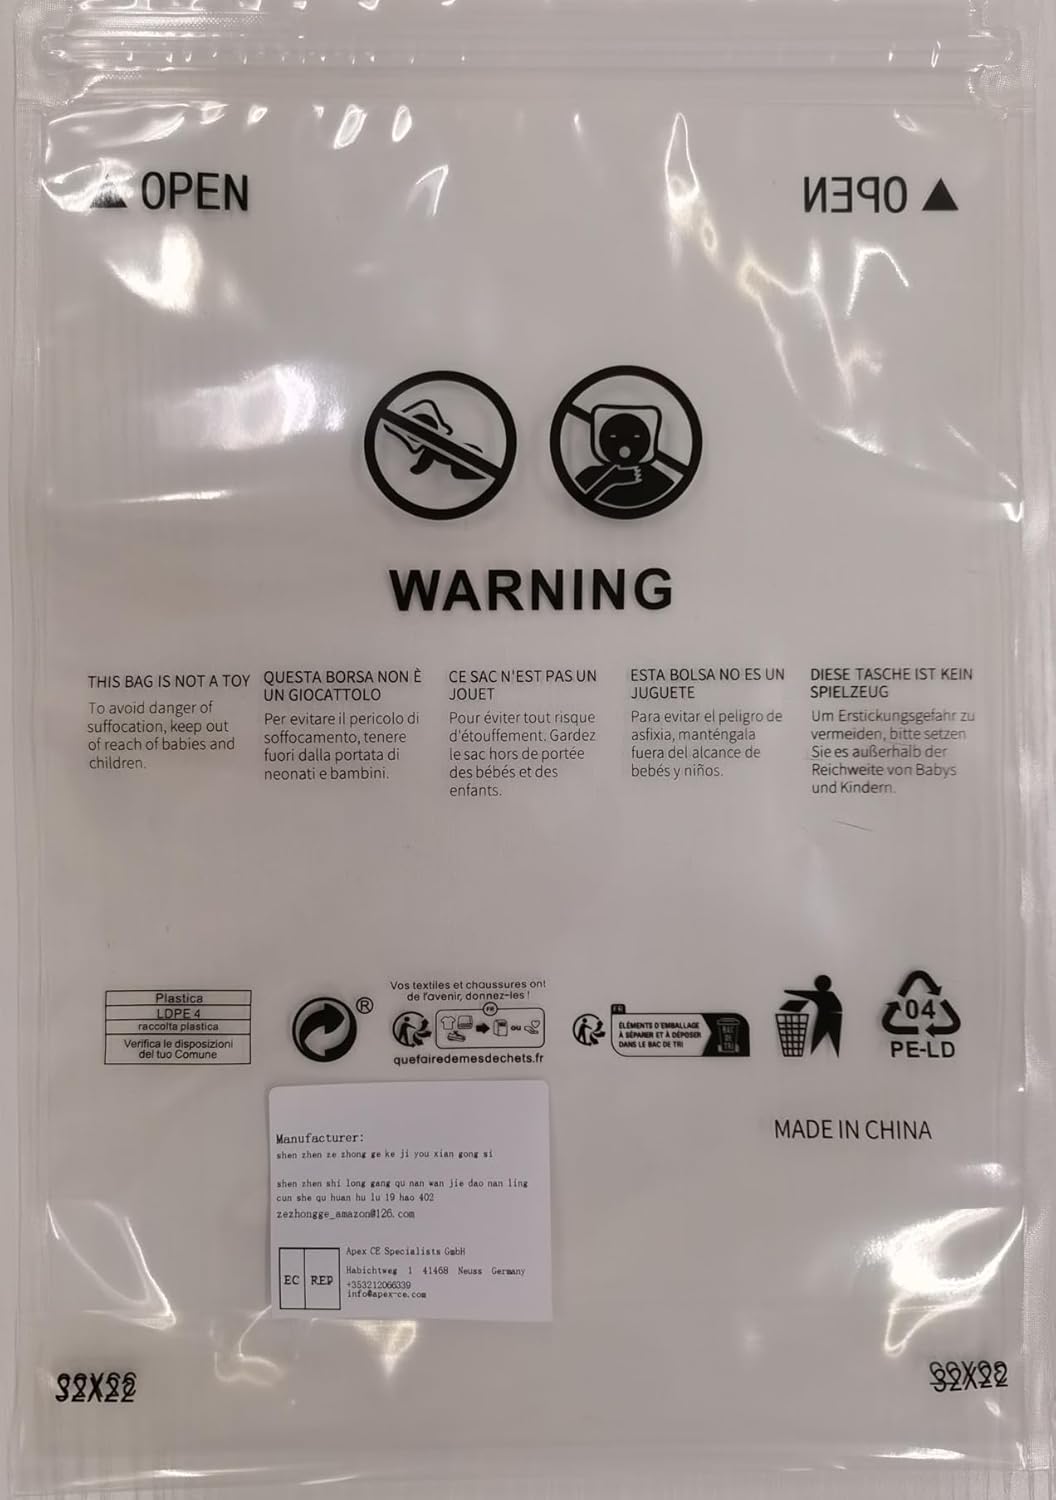 OPEN
OPEN
WARNING
THIS BAG IS NOT A TOY
To avoid danger of
suffocation, keep out
of reach of babies and
children.
QUESTA BORSA NON È
UN GIOCATTOLO
Per evitare il pericolo di
soffocamento, tenere
fuori dalla portata di
neonati e bambini.
CE SAC N'EST PAS UN
JOUET
Pour éviter tout risque
d'étouffement. Gardez
le sac hors de portée
des bébés et des
enfants.
ESTA BOLSA NO ES UN
JUGUETE
Para evitar el peligro de
asfixia, manténgala
fuera del alcance de
bebés y niños.
DIESE TASCHE IST KEIN
SPIELZEUG
Um Erstickungsgefahr zu
vermeiden, bitte setzen
Sie es außerhalb der
Reichweite von Babys
und Kindern.
Plastica
LDPE 4
raccolta plastica
Verifica le disposizioni
del tuo Comune
®
Vos textiles et chaussures ont
de l'avenir, donnez-les !
FR
OU
quefairedemesdechets.fr
FR
ÉLÉMENTS D'EMBALLAGE
À SÉPARER ET À DÉPOSER
DANS LE BAC DE TRI
BAC
DE
TRI
04
PE-LD
MADE IN CHINA
Manufacturer:
shen zhen ze zhong ge ke ji you xian gong si
shen zhen shi long gang qu nan wan jie dao nan ling
cun she qu huan hu lu 19 hao 402
zezhongge_amazon@126.com
EC REP
Apex CE Specialists GmbH
Habichtweg 1 41468 Neuss Germany
+353212066339
info@apex-ce.com